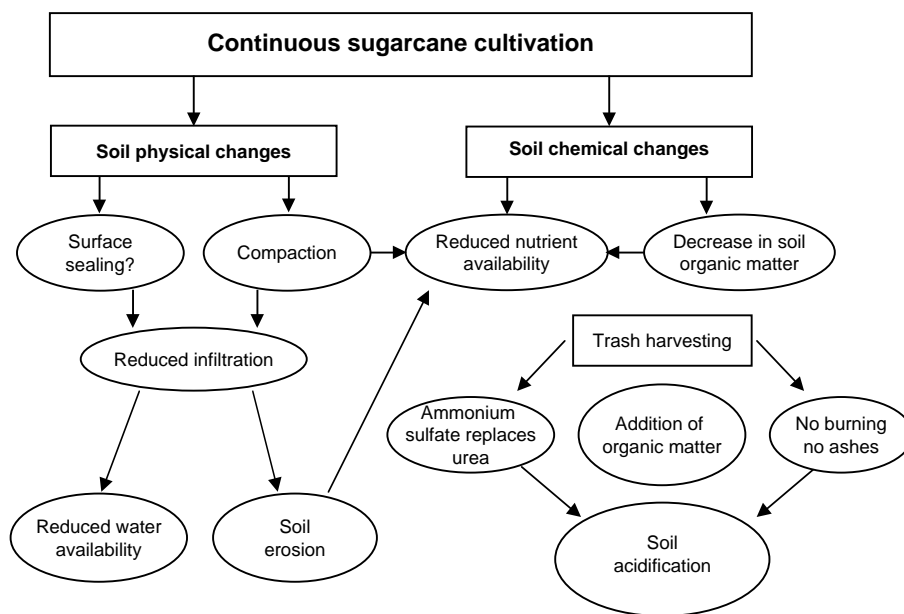 Continuous sugarcane cultivation
Soil physical changes
Soil chemical changes
Surface
sealing?
Compaction
Reduced nutrient
availability
Decrease in soil
organic matter
Reduced infiltration
Trash harvesting
Ammonium
sulfate replaces
urea
Addition of
organic matter
No burning
no ashes
Reduced water
availability
Soil
erosion
Soil
acidification